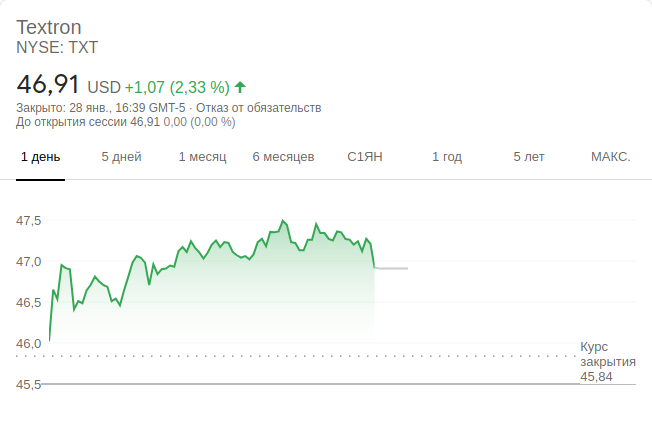 Textron
NYSE: TXT
46,91 USD +1,07 (2,33 %)
Закрыто: 28 янв., 16:39 GMT-5 · Отказ от обязательств
До открытия сессии 46,91 0,00 (0,00 %)
1 день 5 дней 1 месяц 6 месяцев С1ЯН 1 год 5 лет МАКС.
47,5
47,0
46,5
46,0
Курс
закрытия
45,84
45,5